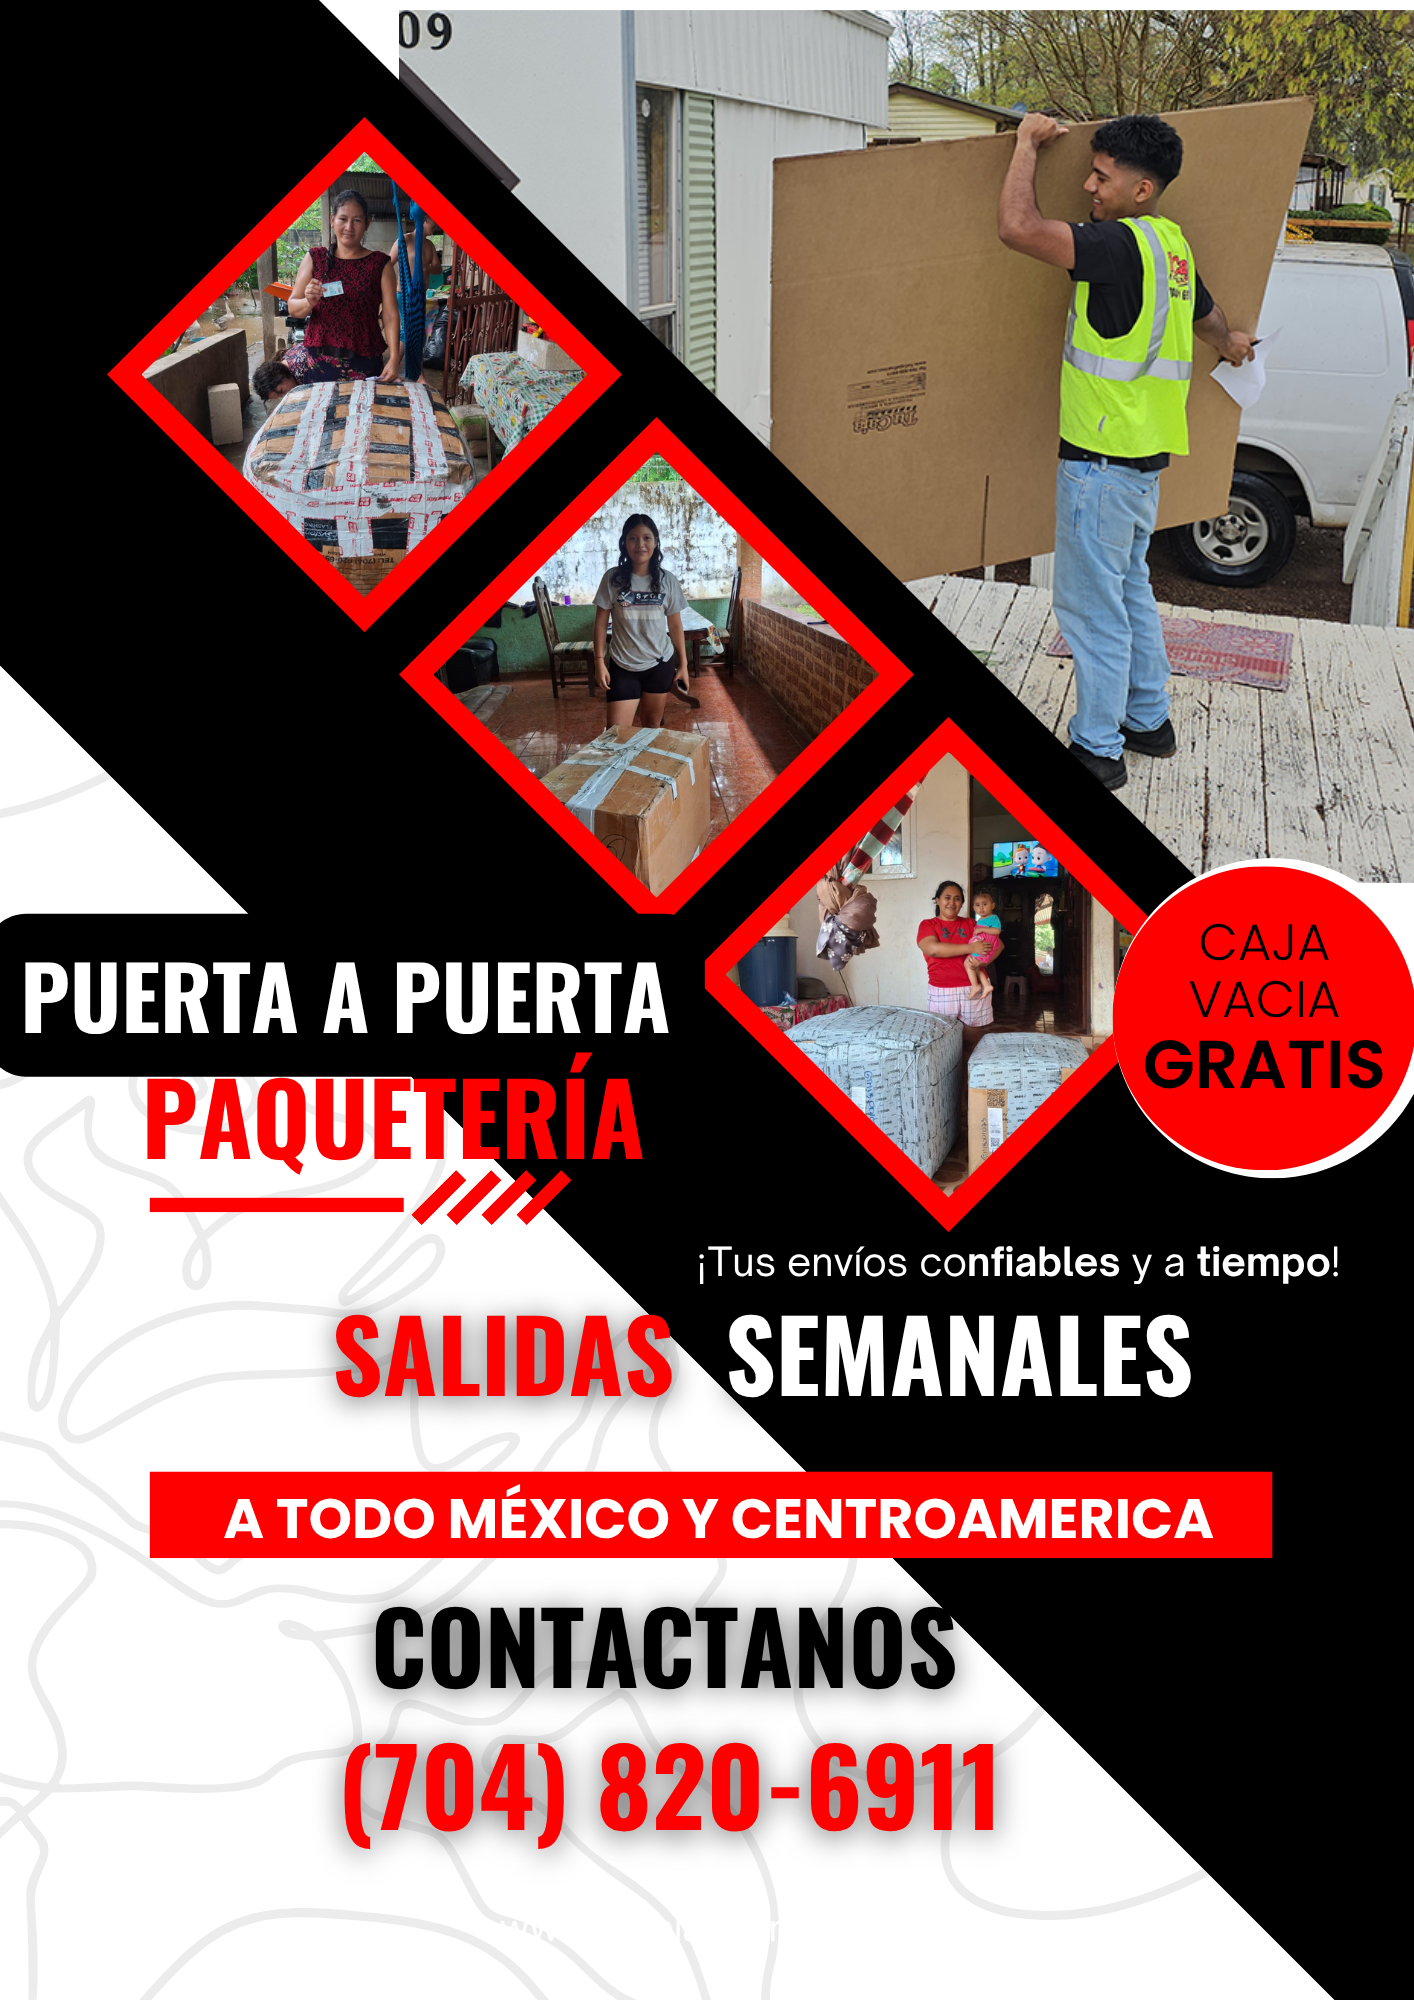 09
CAJA
VACIA
GRATIS
PUERTA A PUERTA
PAQUETERÍA
¡Tus envíos confiables y a tiempo!
SALIDAS SEMANALES
A TODO MÉXICO Y CENTROAMERICA
CONTACTANOS
(704) 820-6911